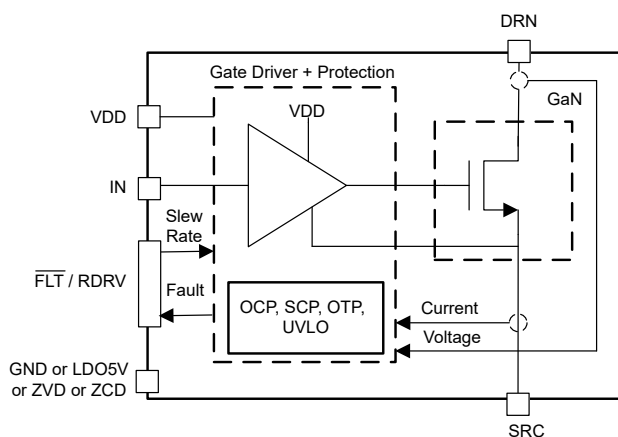 DRN
Gate Driver + Protection
GaN
VDD
VDD
IN
Slew
Rate
FLT / RDRV
Fault
OCP, SCP, OTP,
UVLO
Current
Voltage
GND or LDO5V
or ZVD or ZCD
SRC